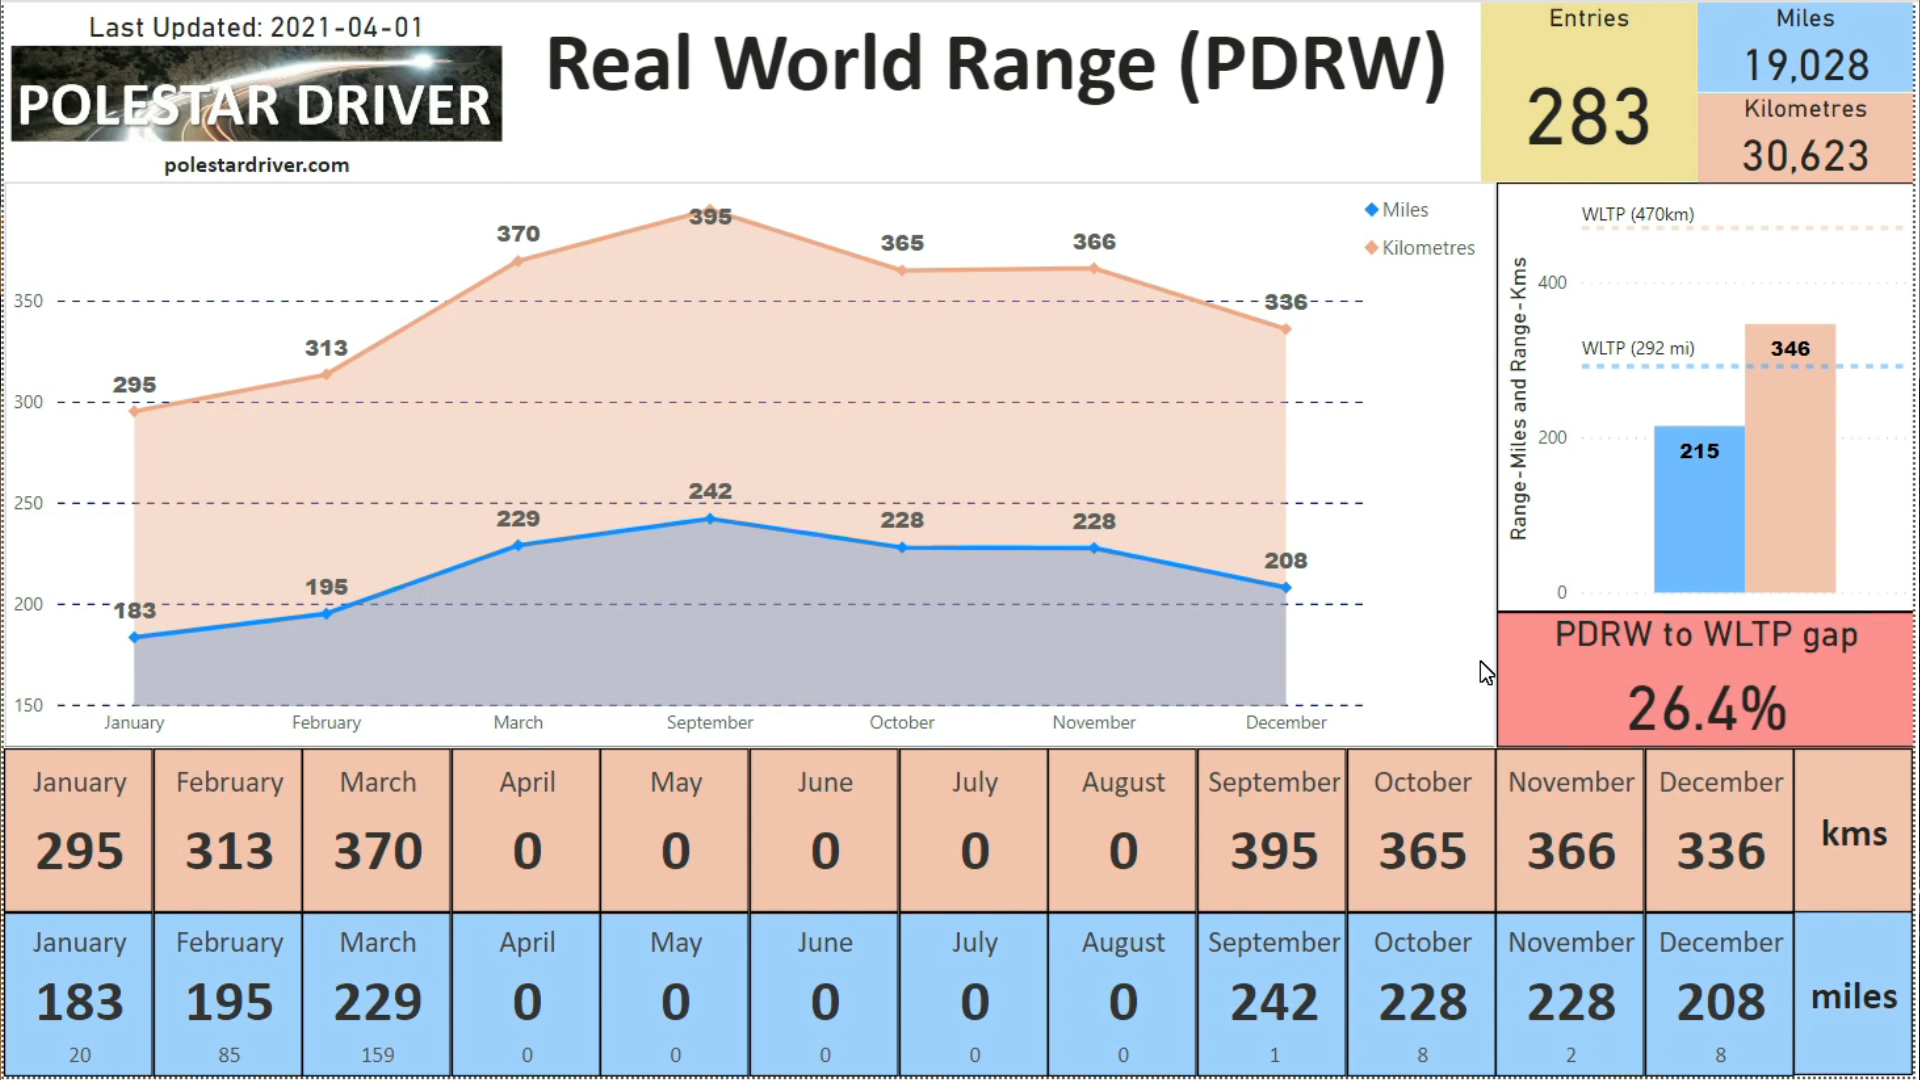 Last Updated: 2021-04-01
POLESTAR DRIVER
polestardriver.com
Real World Range (PDRW)
Entries
283
Miles
19,028
Kilometres
30,623
Miles
Kilometres
350
300
250
200
150
295
313
370
395
365
366
336
183
195
229
242
228
228
208
January February March September October November December
Range-Miles and Range-Kms
WLTP (470km)
400
WLTP (292 mi)
346
200
215
0
PDRW to WLTP gap
26.4%
January February March April May June July August September October November December
295 313 370 0 0 0 0 0 395 365 366 336 kms
January February March April May June July August September October November December
183 195 229 0 0 0 0 0 242 228 228 208 miles
20 85 159 0 0 0 0 0 1 8 2 8